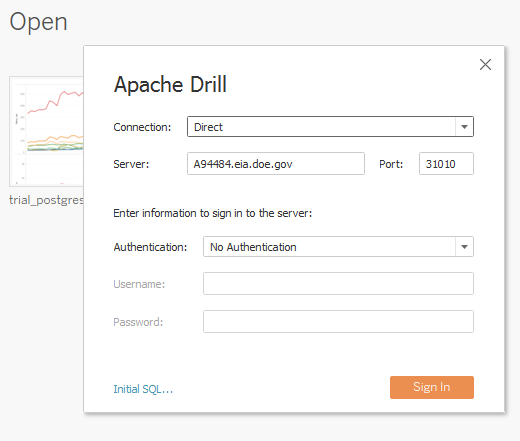 Open
Apache Drill
Connection: Direct
Server: A94484.eia.doe.gov Port: 31010
trial_postgres
Enter information to sign in to the server:
Authentication: No Authentication
Username:
Password:
Initial SQL... Sign In